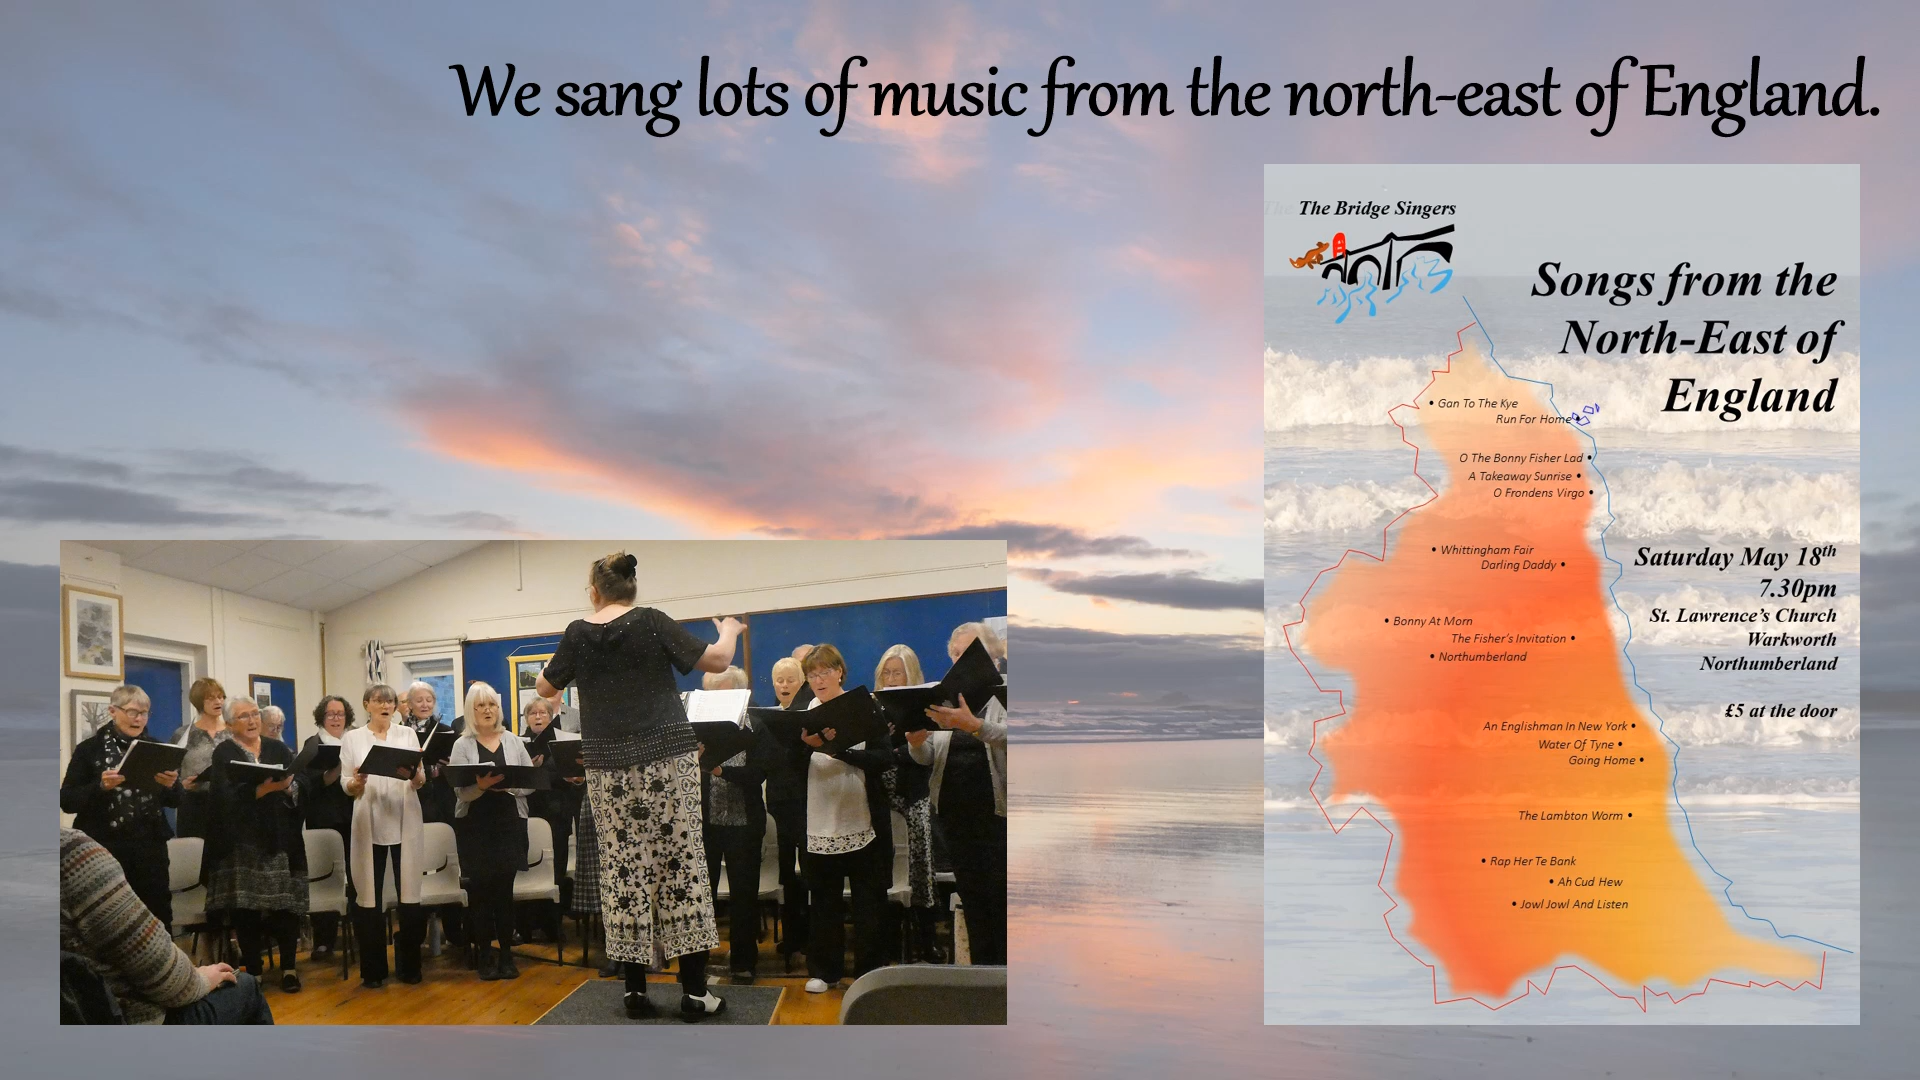 We sang lots of music from the north-east of England.
The Bridge Singers
Songs from the
North-East of
England
• Gan To The Kye
Run For Home •
O The Bonny Fisher Lad •
A Takeaway Sunrise •
O Frondens Virgo •
• Whittingham Fair
Darling Daddy •
Saturday May 18th
7.30pm
St. Lawrence's Church
Warkworth
Northumberland
£5 at the door
• Bonny At Morn
The Fisher's Invitation •
• Northumberland
An Englishman In New York •
Water Of Tyne •
Going Home •
The Lambton Worm •
• Rap Her Te Bank
• Ah Cud Hew
• Jowl Jowl And Listen